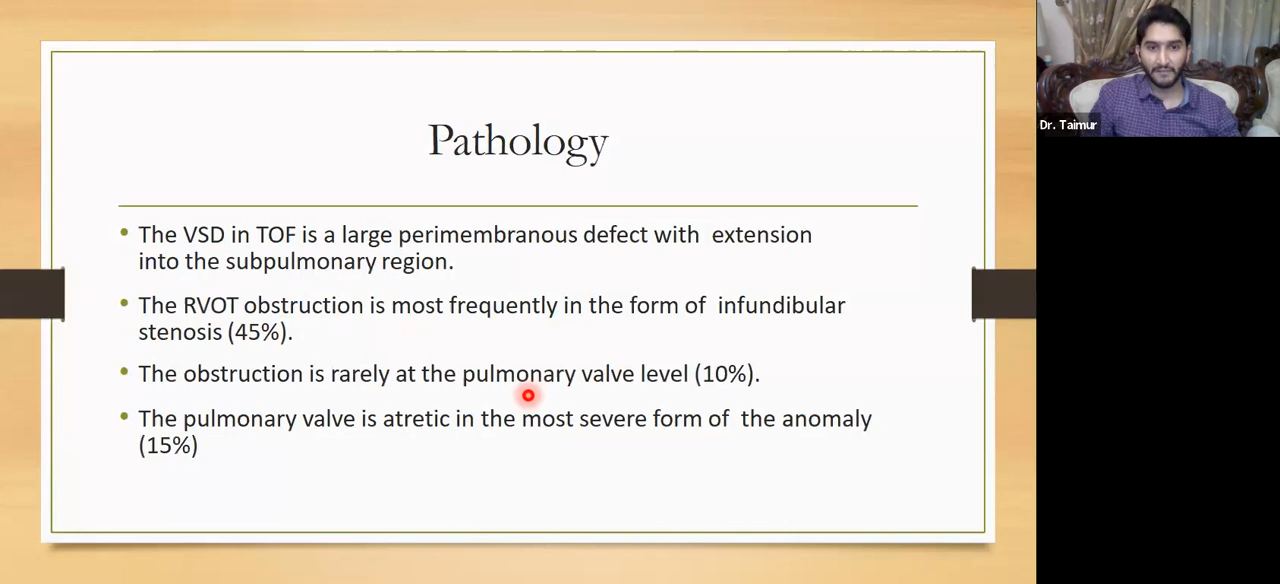 Pathology
• The VSD in TOF is a large perimembranous defect with  extension
into the subpulmonary region.
• The RVOT obstruction is most frequently in the form of  infundibular
stenosis (45%).
• The obstruction is rarely at the pulmonary valve level (10%).
• The pulmonary valve is atretic in the most severe form of  the anomaly
(15%)
Dr. Taimur